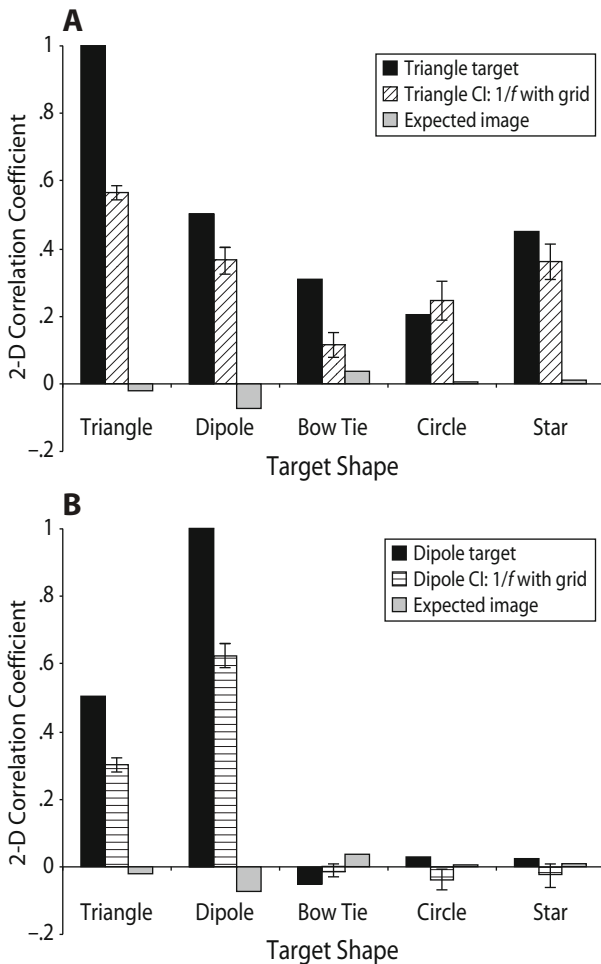 A
1
.8
.6
.4
0.2
0
–.2
2-D Correlation Coefficient
Triangle target
Triangle CI: 1/f with grid
Expected image
Triangle Dipole Bow Tie Circle Star
Target Shape
B
1
.8
.6
.4
0.2
0
–.2
2-D Correlation Coefficient
Dipole target
Dipole CI: 1/f with grid
Expected image
Triangle Dipole Bow Tie Circle Star
Target Shape